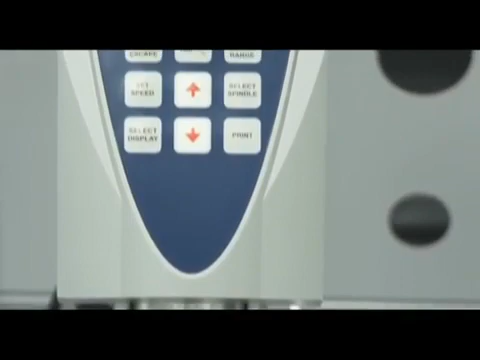 ESCAPE
RANGE
SET
SPEED
SELECT
SPINDLE
SELECT
DISPLAY
PRINT